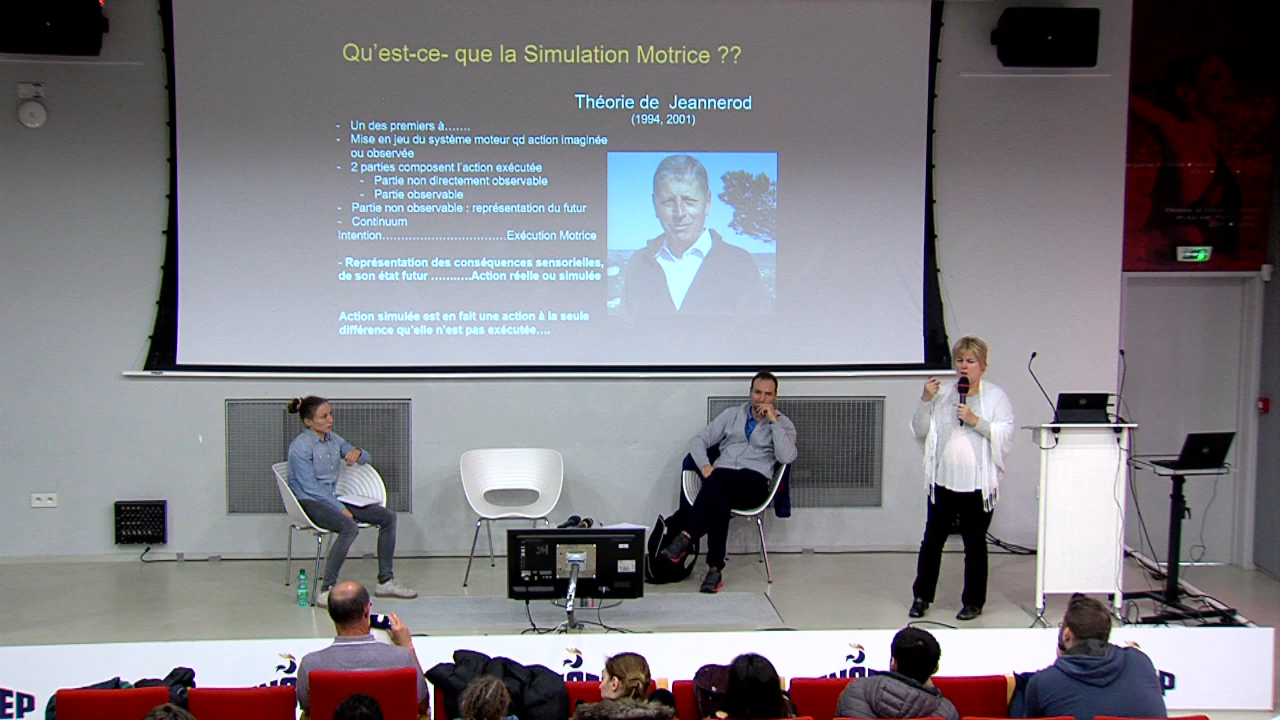 Qu'est-ce- que la Simulation Motrice ??
Théorie de Jeannerod
(1994, 2001)
- Un des premiers à.......
- Mise en jeu du système moteur qd action imaginée
ou observée
- 2 parties composent l'action exécutée
- Partie non directement observable
- Partie observable
- Partie non observable : représentation du futur
- Continuum
Intention.................................Exécution Motrice
- Représentation des conséquences sensorielles,
de son état futur ...........Action réelle ou simulée
Action simulée est en fait une action à la seule
différence qu'elle n'est pas exécutée....
EP